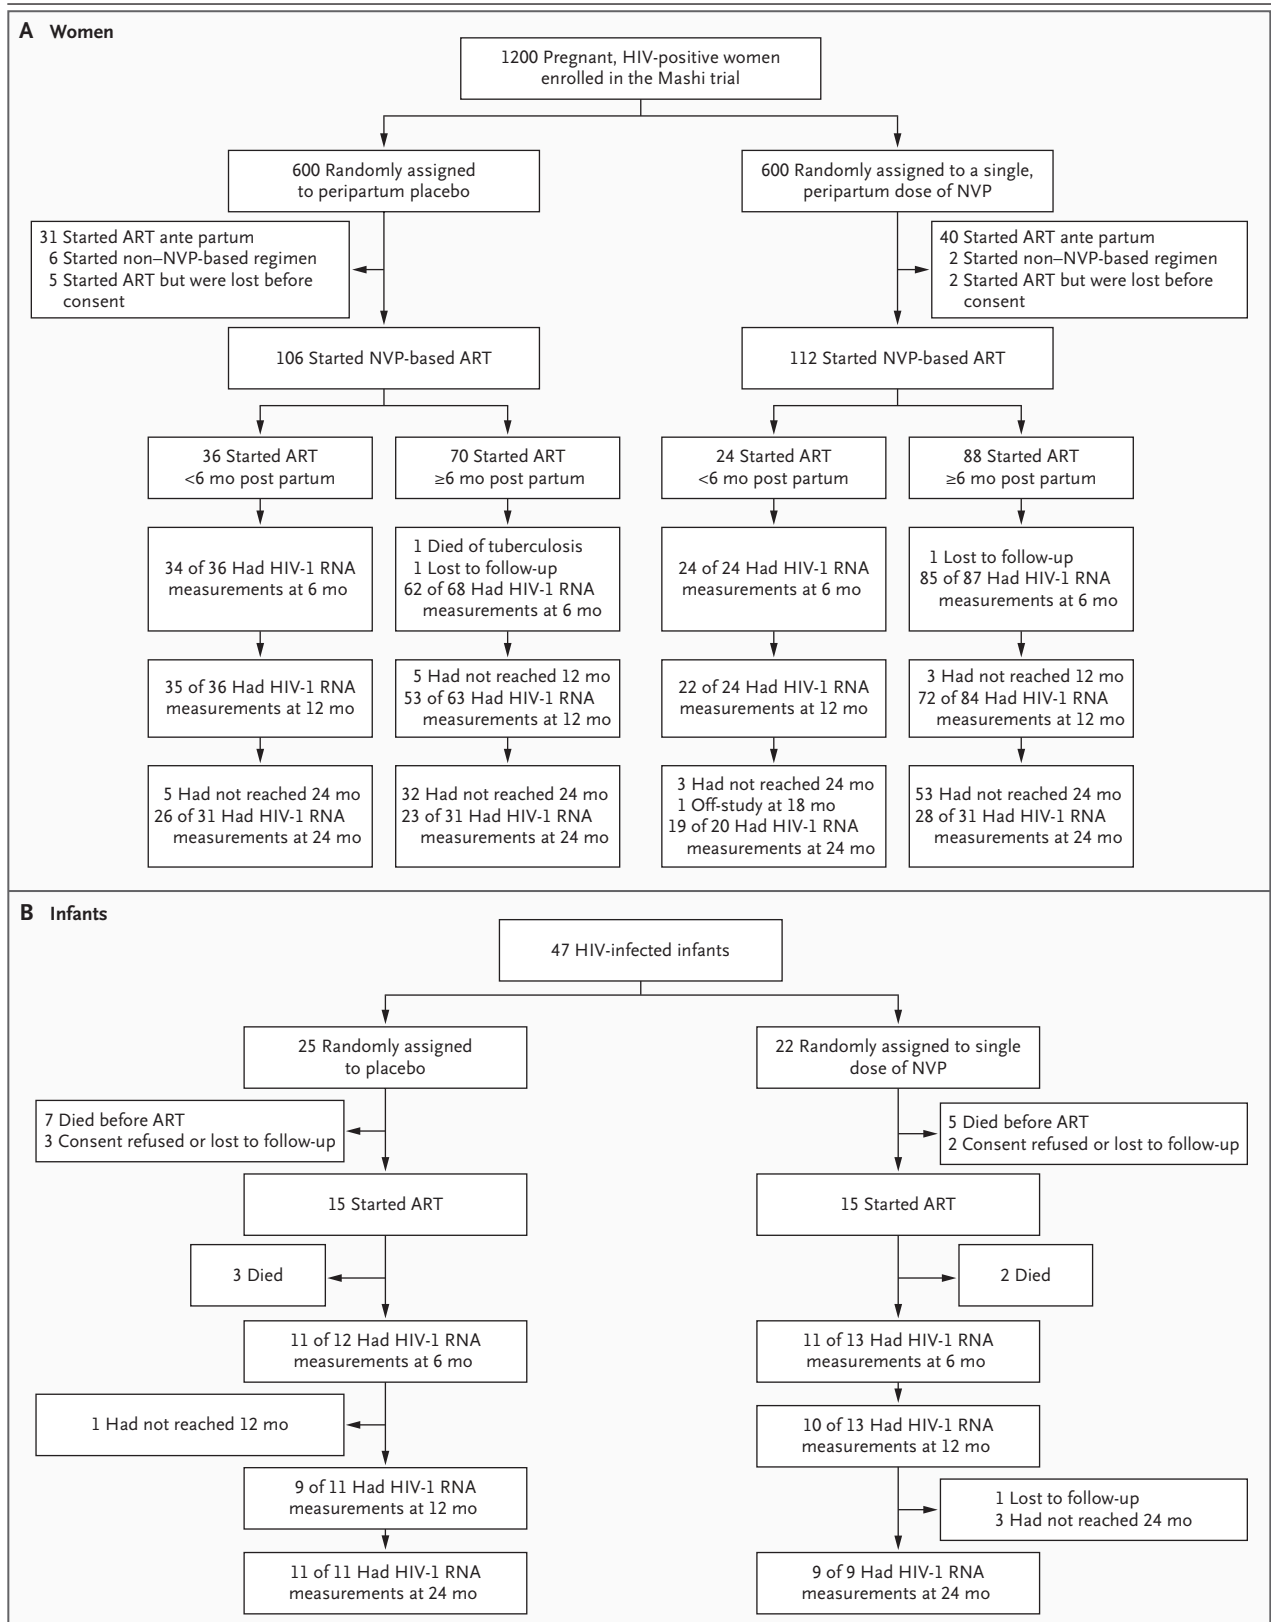 A Women
1200 Pregnant, HIV-positive women
enrolled in the Mashi trial
600 Randomly assigned
to peripartum placebo
600 Randomly assigned to a single,
peripartum dose of NVP
31 Started ART ante partum
6 Started non–NVP-based regimen
5 Started ART but were lost before
consent
40 Started ART ante partum
2 Started non–NVP-based regimen
2 Started ART but were lost before
consent
106 Started NVP-based ART
112 Started NVP-based ART
36 Started ART
<6 mo post partum
70 Started ART
≥6 mo post partum
24 Started ART
<6 mo post partum
88 Started ART
≥6 mo post partum
34 of 36 Had HIV-1 RNA
measurements at 6 mo
1 Died of tuberculosis
1 Lost to follow-up
62 of 68 Had HIV-1 RNA
measurements at 6 mo
24 of 24 Had HIV-1 RNA
measurements at 6 mo
1 Lost to follow-up
85 of 87 Had HIV-1 RNA
measurements at 6 mo
35 of 36 Had HIV-1 RNA
measurements at 12 mo
5 Had not reached 12 mo
53 of 63 Had HIV-1 RNA
measurements at 12 mo
22 of 24 Had HIV-1 RNA
measurements at 12 mo
3 Had not reached 12 mo
72 of 84 Had HIV-1 RNA
measurements at 12 mo
5 Had not reached 24 mo
26 of 31 Had HIV-1 RNA
measurements at 24 mo
32 Had not reached 24 mo
23 of 31 Had HIV-1 RNA
measurements at 24 mo
3 Had not reached 24 mo
1 Off-study at 18 mo
19 of 20 Had HIV-1 RNA
measurements at 24 mo
53 Had not reached 24 mo
28 of 31 Had HIV-1 RNA
measurements at 24 mo
B Infants
47 HIV-infected infants
25 Randomly assigned
to placebo
22 Randomly assigned to single
dose of NVP
7 Died before ART
3 Consent refused or lost to follow-up
5 Died before ART
2 Consent refused or lost to follow-up
15 Started ART
15 Started ART
3 Died
2 Died
11 of 12 Had HIV-1 RNA
measurements at 6 mo
11 of 13 Had HIV-1 RNA
measurements at 6 mo
1 Had not reached 12 mo
10 of 13 Had HIV-1 RNA
measurements at 12 mo
9 of 11 Had HIV-1 RNA
measurements at 12 mo
1 Lost to follow-up
3 Had not reached 24 mo
11 of 11 Had HIV-1 RNA
measurements at 24 mo
9 of 9 Had HIV-1 RNA
measurements at 24 mo